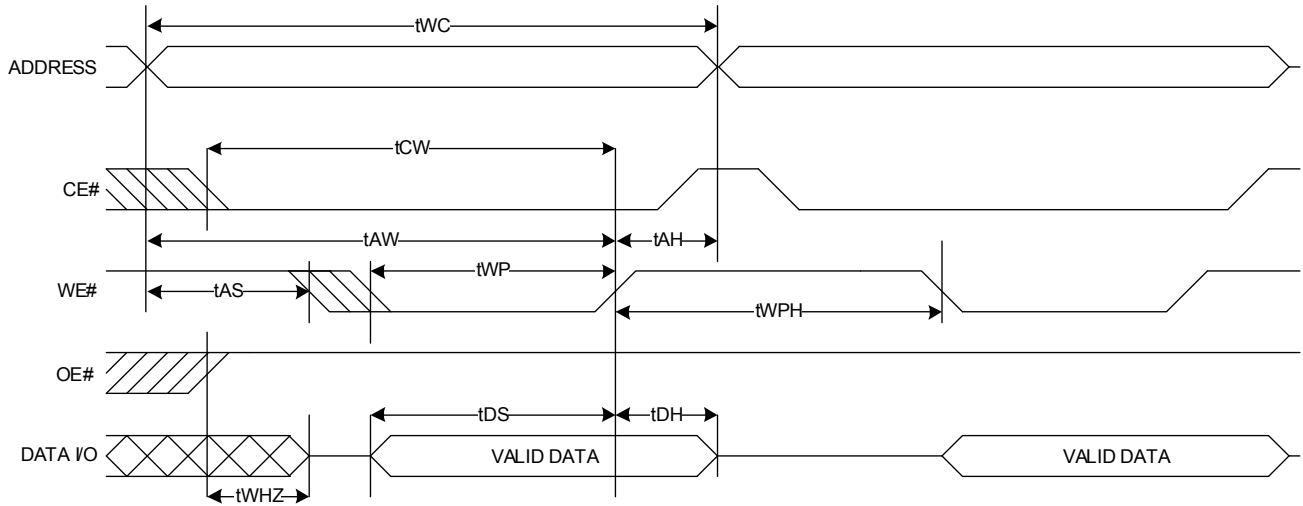 tWC
ADDRESS
tCW
CE#
tAW
tAH
tWP
WE#
tAS
tWPH
OE#
tDS
tDH
DATA I/O
VALID DATA
VALID DATA
tWHZ